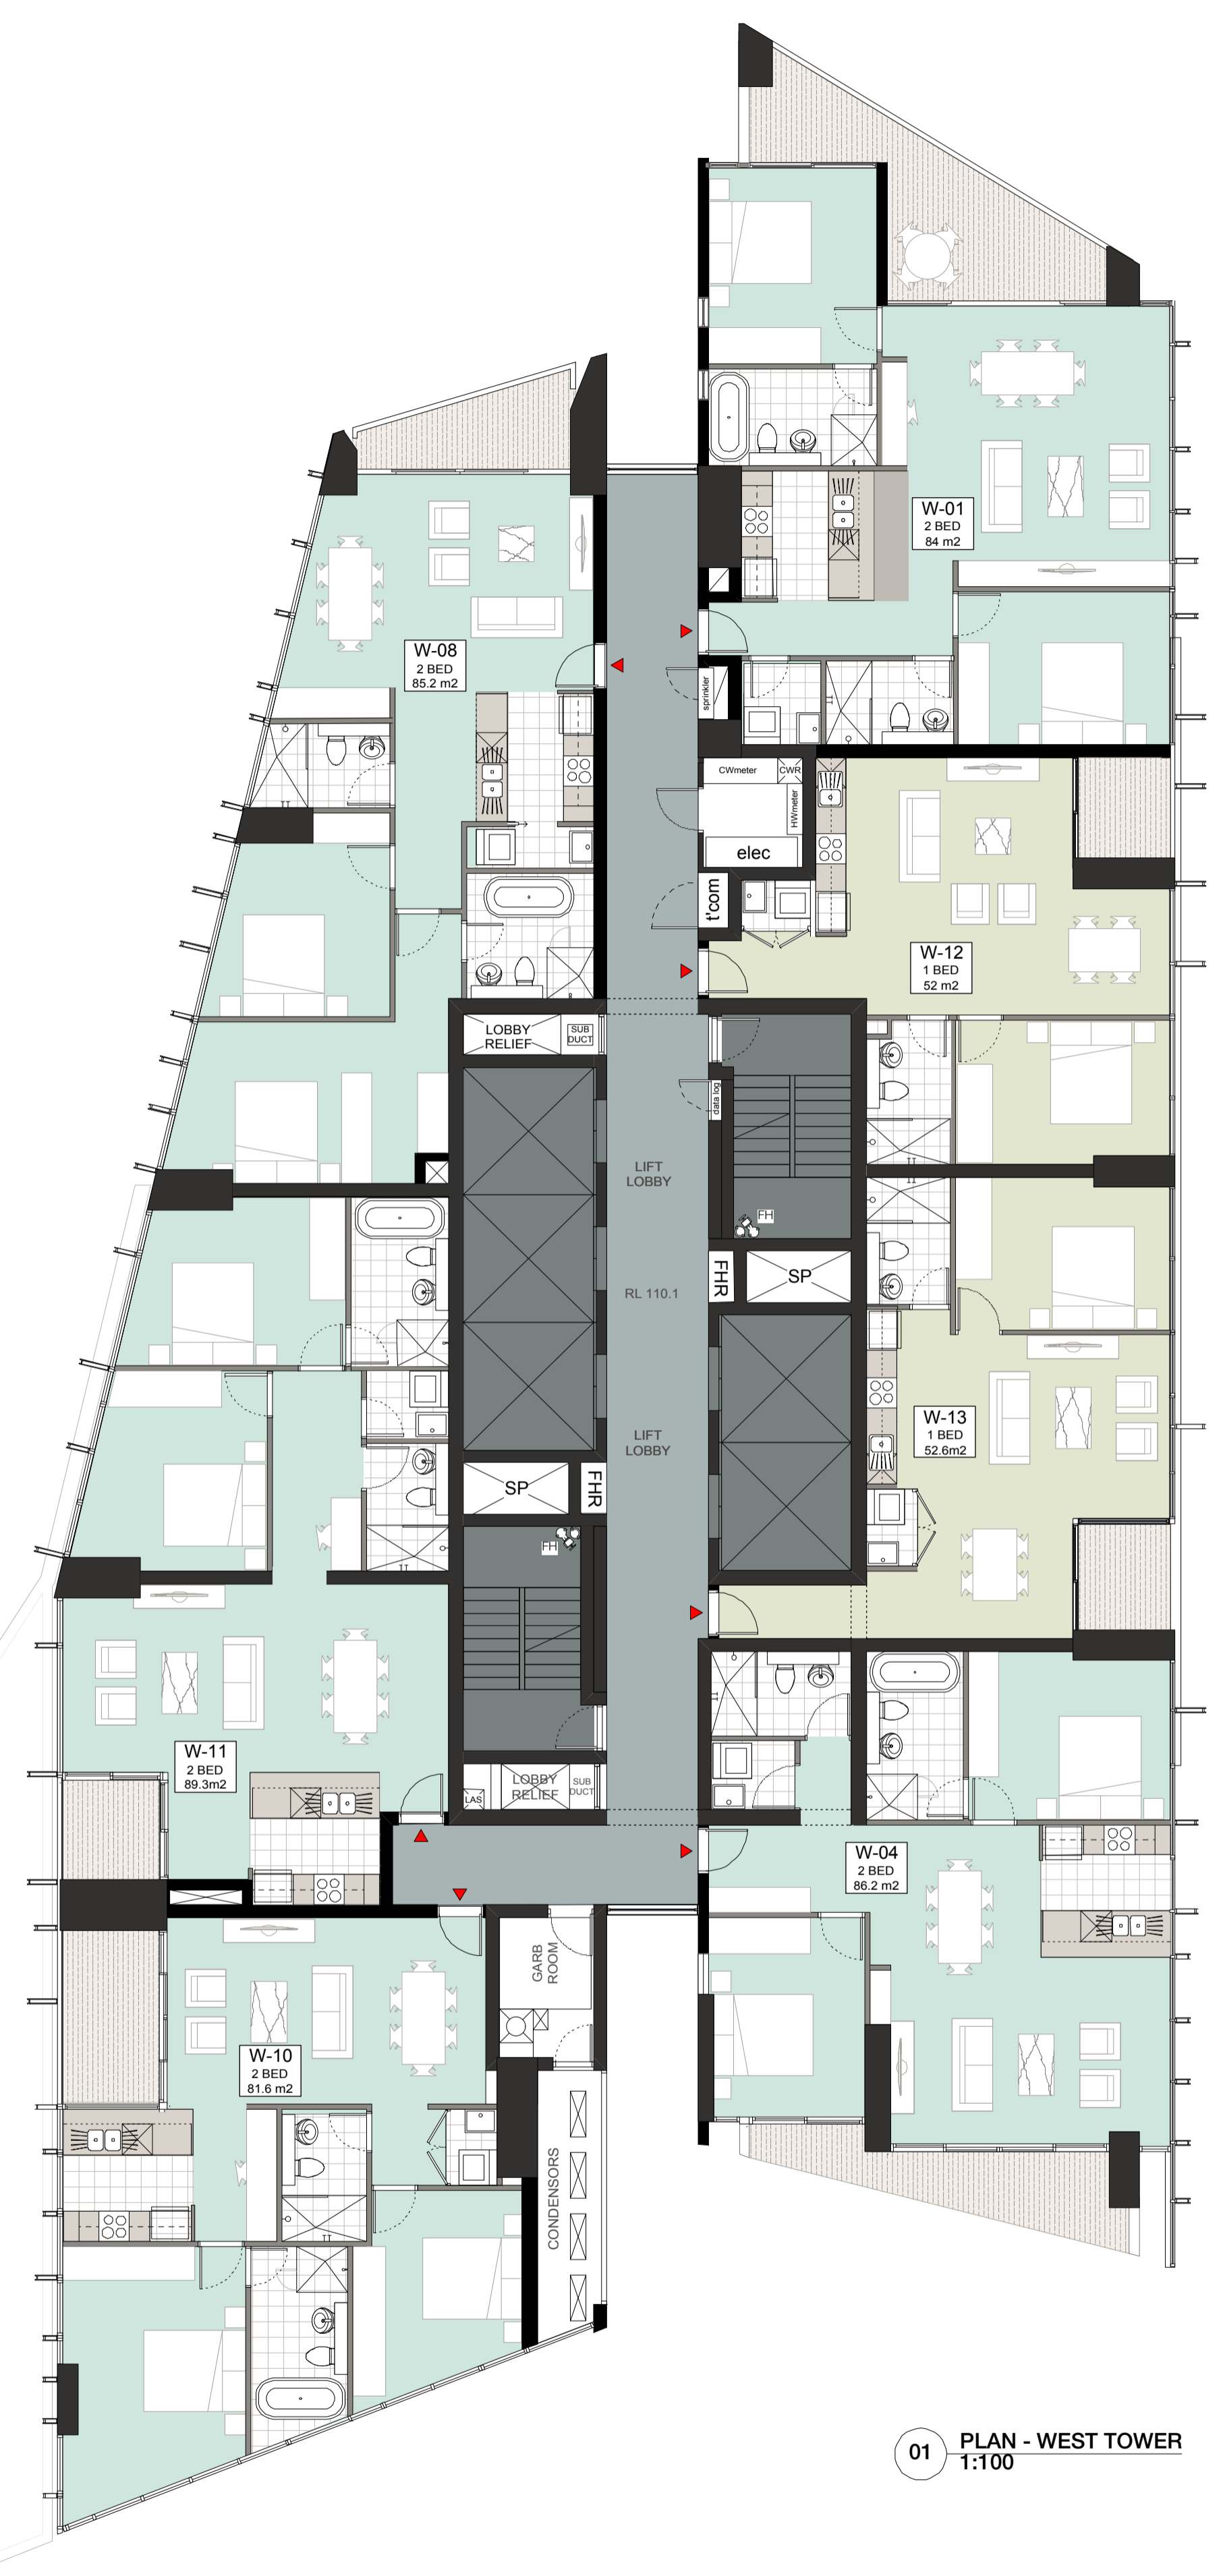 W-01
2 BED
84 m2
W-08
2 BED
85.2 m2
sprinkler
CWmeter
CWR
HWmeter
elec
t'com
W-12
1 BED
52 m2
LOBBY
RELIEF
SUB
DUCT
data log
LIFT
LOBBY
FH
FHR
SP
RL 110.1
W-13
1 BED
52.6m2
LIFT
LOBBY
SP
FHR
FH
W-11
2 BED
89.3m2
LAS
LOBBY
RELIEF
SUB
DUCT
W-04
2 BED
86.2 m2
GARB
ROOM
W-10
2 BED
81.6 m2
CONDENSORS
01
PLAN - WEST TOWER
1:100